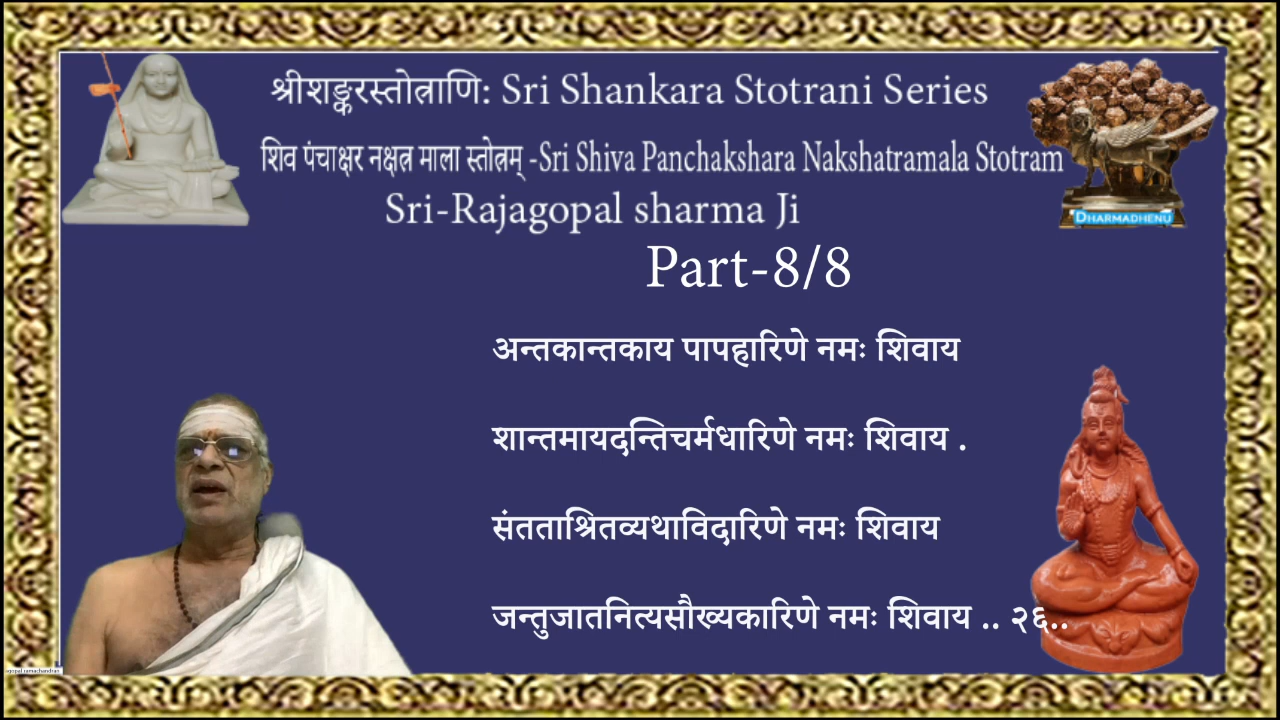 श्रीशङ्करस्तोत्राणि: Sri Shankara Stotrani Series
शिव पंचाक्षर नक्षत्र माला स्तोत्रम् -Sri Shiva Panchakshara Nakshatramala Stotram
Sri-Rajagopal sharma Ji
DHARMADHENU
Part-8/8
अन्तकान्तकाय पापहारिणे नमः शिवाय
शान्तमायदन्तिचर्मधारिणे नमः शिवाय .
संतताश्रितव्यथाविदारिणे नमः शिवाय
जन्तुजातनित्यसौख्यकारिणे नमः शिवाय .. २६..